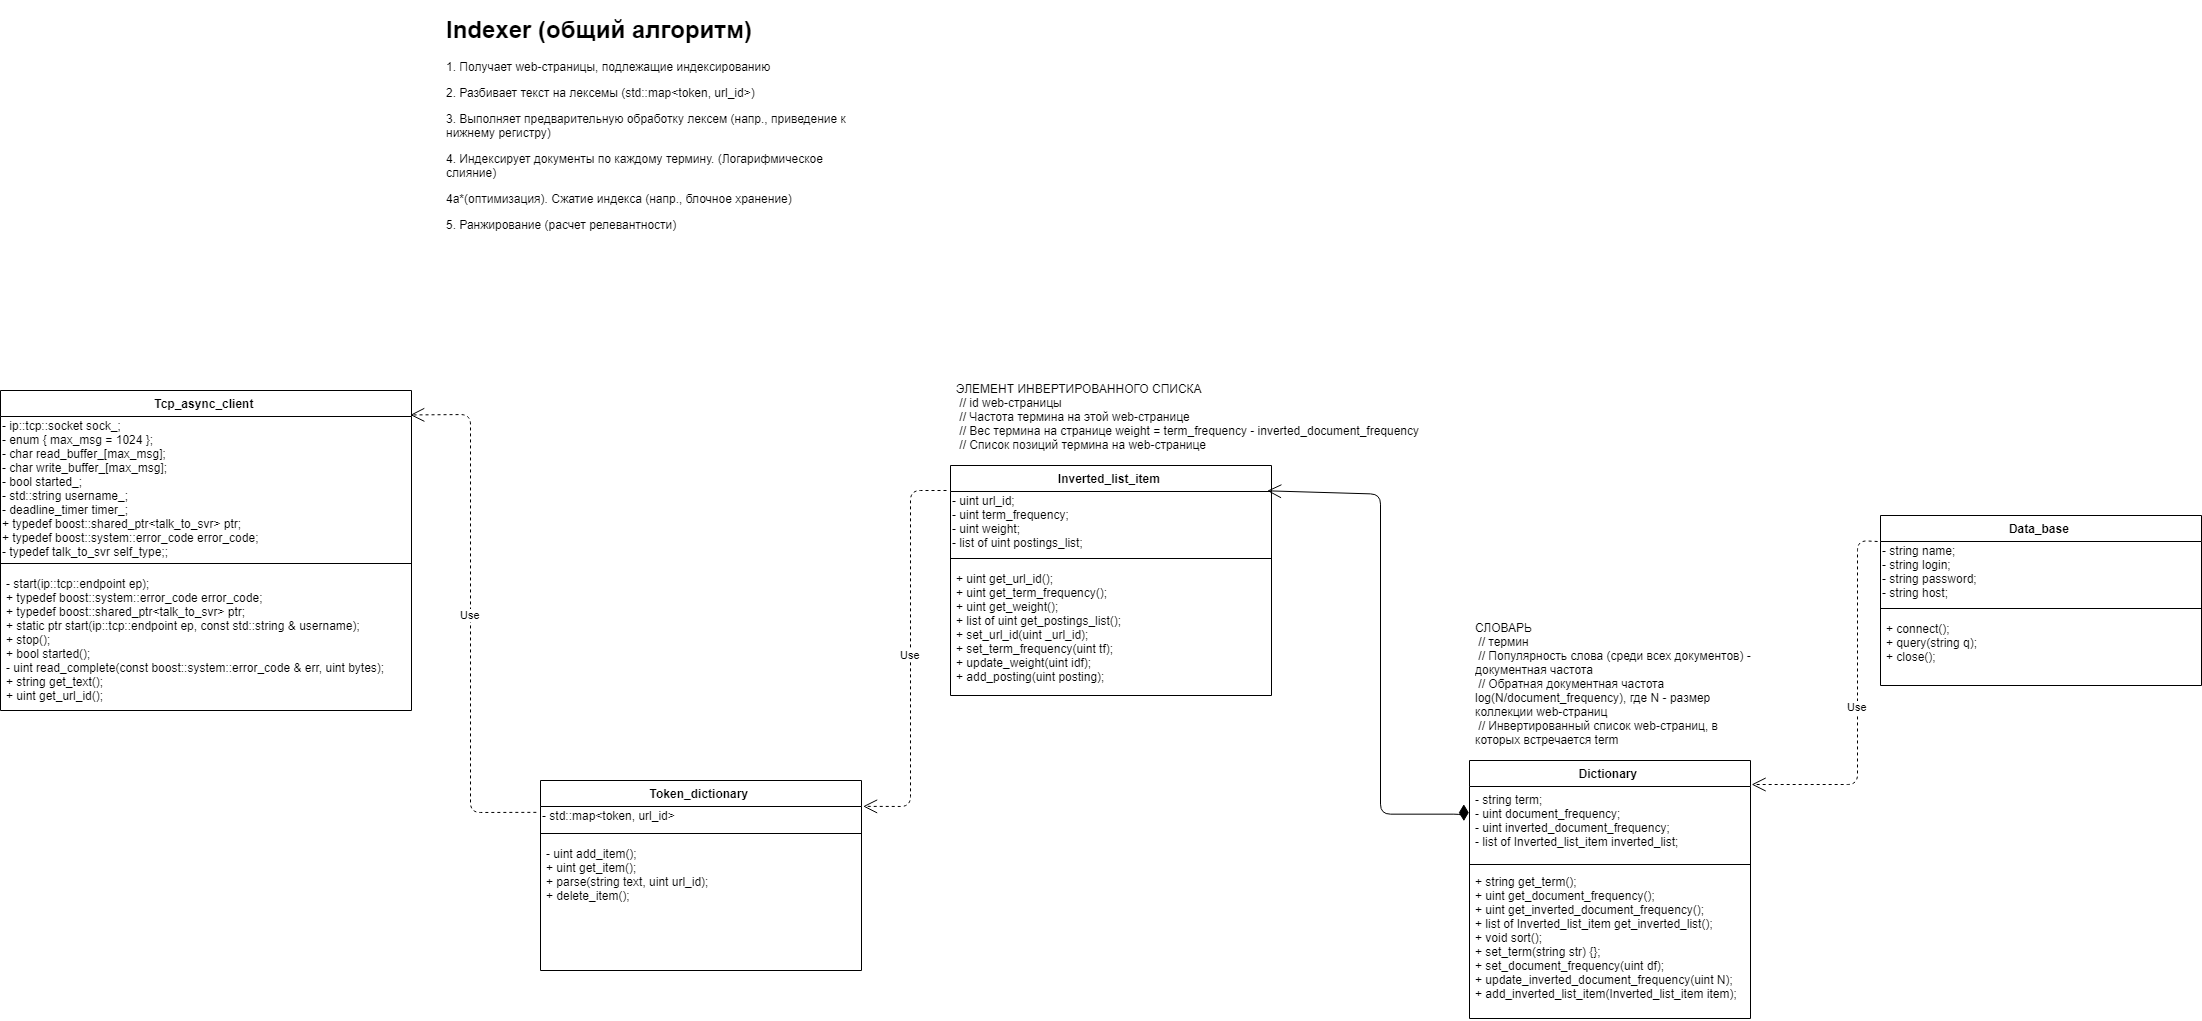 Indexer (общий алгоритм)
1. Получает web-страницы, подлежащие индексированию
2. Разбивает текст на лексемы (std::map<token, url_id>)
3. Выполняет предварительную обработку лексем (напр., приведение к
нижнему регистру)
4. Индексирует документы по каждому термину. (Логарифмическое
слияние)
4а*(оптимизация). Сжатие индекса (напр., блочное хранение)
5. Ранжирование (расчет релевантности)
Tcp_async_client
- ip::tcp::socket sock_;
- enum { max_msg = 1024 };
- char read_buffer_[max_msg];
- char write_buffer_[max_msg];
- bool started_;
- std::string username_;
- deadline_timer timer_;
+ typedef boost::shared_ptr<talk_to_svr> ptr;
+ typedef boost::system::error_code error_code;
- typedef talk_to_svr self_type;;
- start(ip::tcp::endpoint ep);
+ typedef boost::system::error_code error_code;
+ typedef boost::shared_ptr<talk_to_svr> ptr;
+ static ptr start(ip::tcp::endpoint ep, const std::string & username);
+ stop();
+ bool started();
- uint read_complete(const boost::system::error_code & err, uint bytes);
+ string get_text();
+ uint get_url_id();
Use
Token_dictionary
- std::map<token, url_id>
- uint add_item();
+ uint get_item();
+ parse(string text, uint url_id);
+ delete_item();
Use
ЭЛЕМЕНТ ИНВЕРТИРОВАННОГО СПИСКА
// id web-страницы
// Частота термина на этой web-странице
// Вес термина на странице weight = term_frequency - inverted_document_frequency
// Список позиций термина на web-странице
Inverted_list_item
- uint url_id;
- uint term_frequency;
- uint weight;
- list of uint postings_list;
+ uint get_url_id();
+ uint get_term_frequency();
+ uint get_weight();
+ list of uint get_postings_list();
+ set_url_id(uint _url_id);
+ set_term_frequency(uint tf);
+ update_weight(uint idf);
+ add_posting(uint posting);
СЛОВАРЬ
// термин
// Популярность слова (среди всех документов) -
документная частота
// Обратная документная частота
log(N/document_frequency), где N - размер
коллекции web-страниц
// Инвертированный список web-страниц, в
которых встречается term
Dictionary
- string term;
- uint document_frequency;
- uint inverted_document_frequency;
- list of Inverted_list_item inverted_list;
+ string get_term();
+ uint get_document_frequency();
+ uint get_inverted_document_frequency();
+ list of Inverted_list_item get_inverted_list();
+ void sort();
+ set_term(string str) {};
+ set_document_frequency(uint df);
+ update_inverted_document_frequency(uint N);
+ add_inverted_list_item(Inverted_list_item item);
Use
Data_base
- string name;
- string login;
- string password;
- string host;
+ connect();
+ query(string q);
+ close();